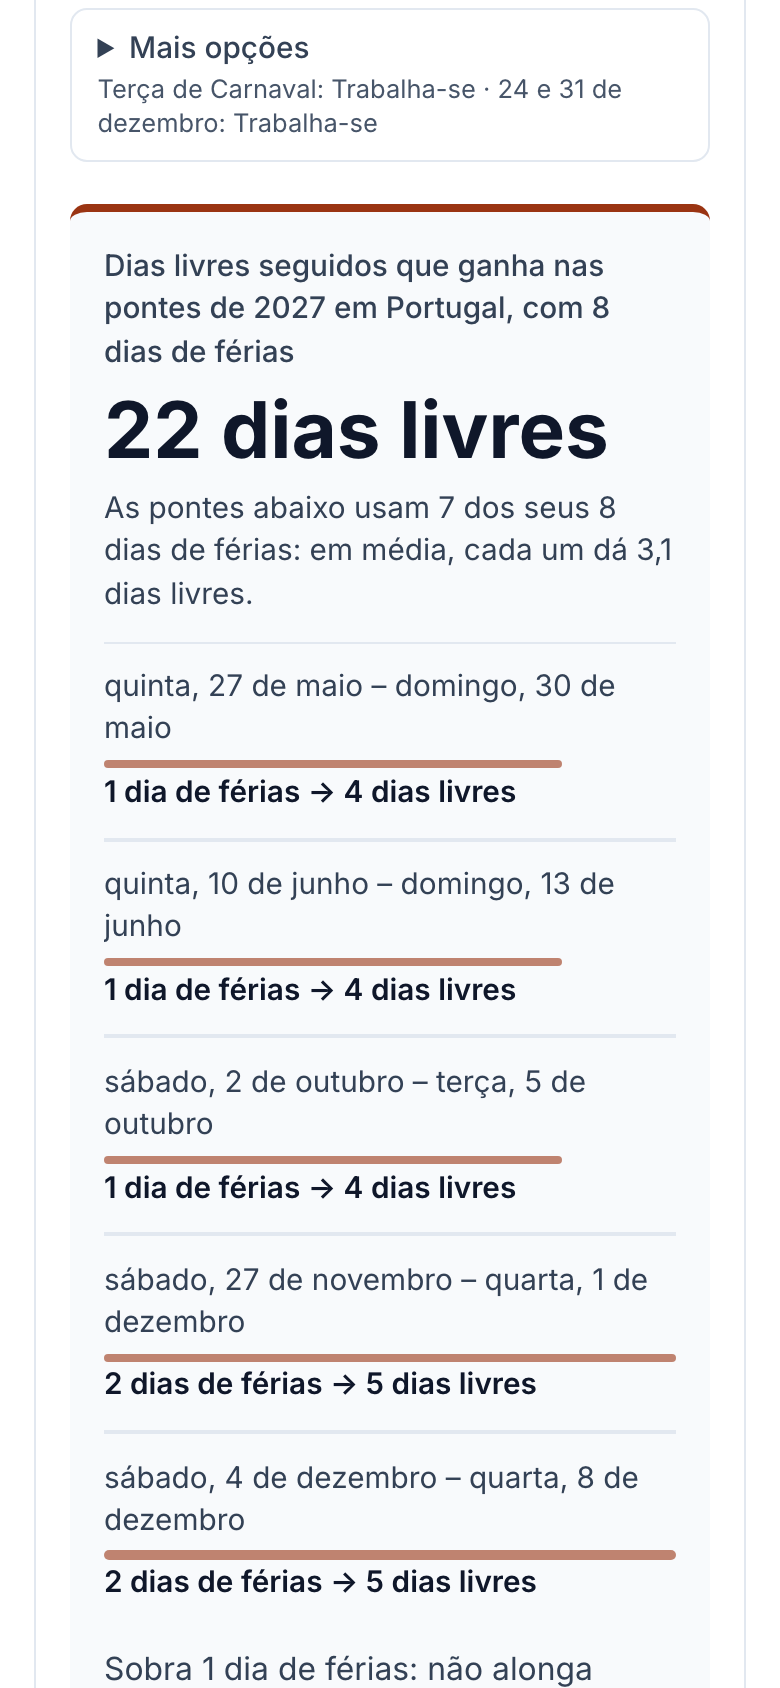 ▶ Mais opções
Terça de Carnaval: Trabalha-se · 24 e 31 de
dezembro: Trabalha-se
Dias livres seguidos que ganha nas
pontes de 2027 em Portugal, com 8
dias de férias
22 dias livres
As pontes abaixo usam 7 dos seus 8
dias de férias: em média, cada um dá 3,1
dias livres.
quinta, 27 de maio – domingo, 30 de
maio
1 dia de férias → 4 dias livres
quinta, 10 de junho – domingo, 13 de
junho
1 dia de férias → 4 dias livres
sábado, 2 de outubro – terça, 5 de
outubro
1 dia de férias → 4 dias livres
sábado, 27 de novembro – quarta, 1 de
dezembro
2 dias de férias → 5 dias livres
sábado, 4 de dezembro – quarta, 8 de
dezembro
2 dias de férias → 5 dias livres
Sobra 1 dia de férias: não alonga